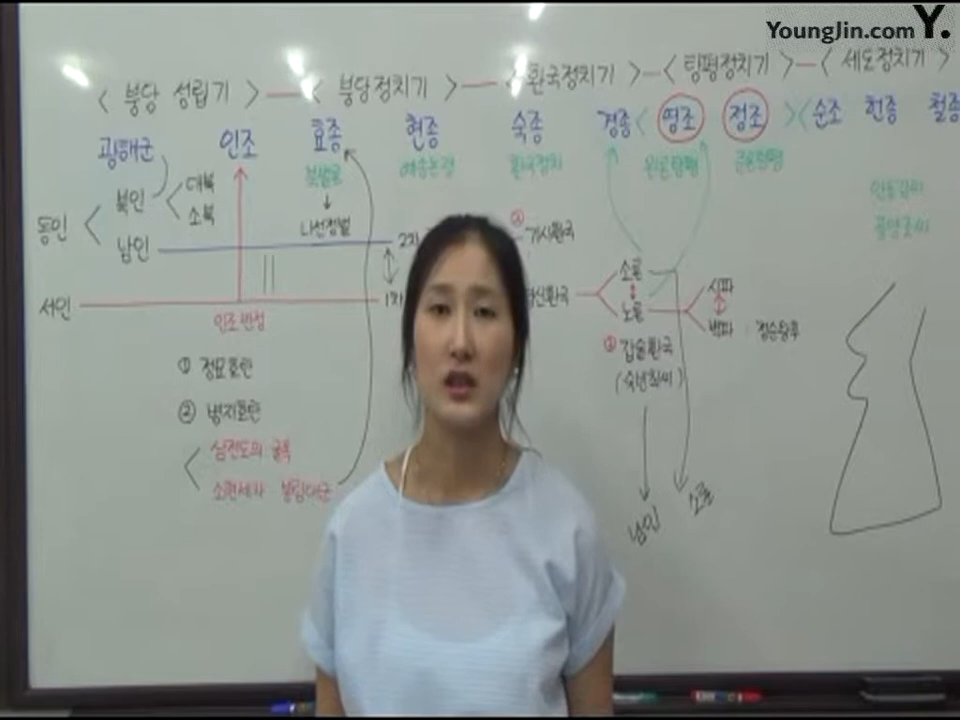 YoungJin.com Y.
< 붕당 성립기 > — < 붕당정치기 > — < 환국정치기 > — < 탕평정치기 > — < 세도정치기 >
광해군 인조 효종 현종 숙종 경종 < 영조 정조 > < 순조 헌종 철종
북벌론 예송논쟁 환국정치 완론탕평 준론탕평
동인 < 북인 < 대북
소북
남인
↓
나선정벌
안동김씨
풍양조씨
2차
② 기사환국
서인
1차
신환국
소론
노론
시파
벽파 : 정순왕후
인조반정
③ 갑술환국
(숙빈최씨)
① 정묘호란
② 병자호란
삼전도의 굴욕
소현세자 봉림대군
남인
소론